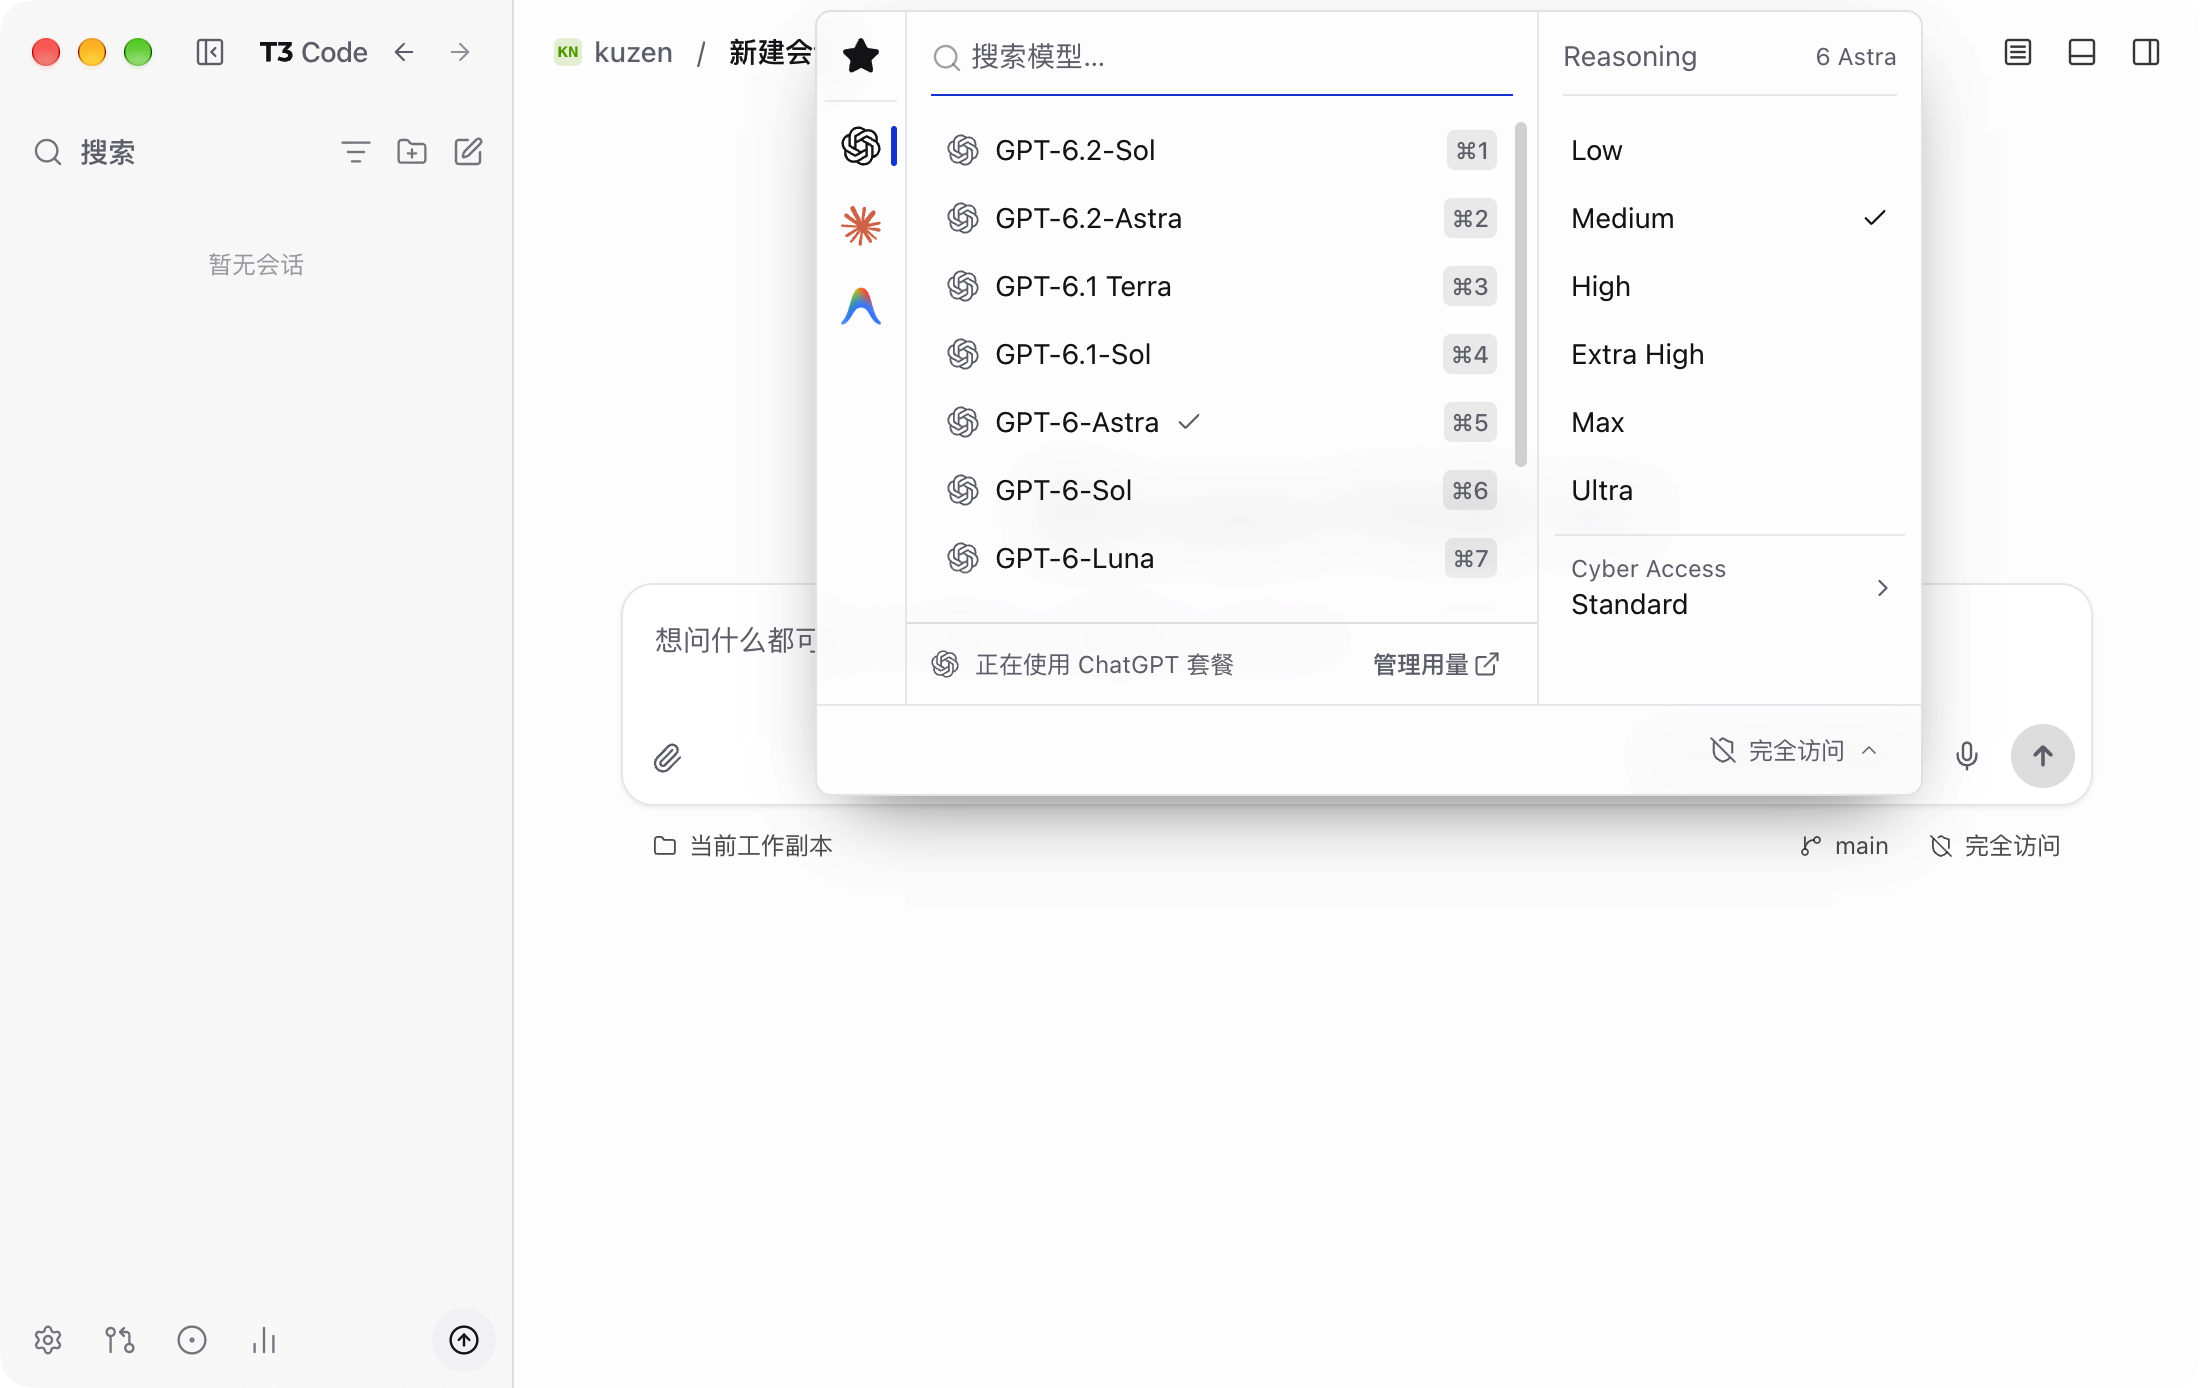 T3 Code
搜索
暂无会话
KN kuzen / 新建会
搜索模型...
GPT-6.2-Sol ⌘1
GPT-6.2-Astra ⌘2
GPT-6.1 Terra ⌘3
GPT-6.1-Sol ⌘4
GPT-6-Astra ⌘5
GPT-6-Sol ⌘6
GPT-6-Luna ⌘7
正在使用 ChatGPT 套餐 管理用量
Reasoning 6 Astra
Low
Medium
High
Extra High
Max
Ultra
Cyber Access
Standard
完全访问
想问什么都可
当前工作副本
main 完全访问